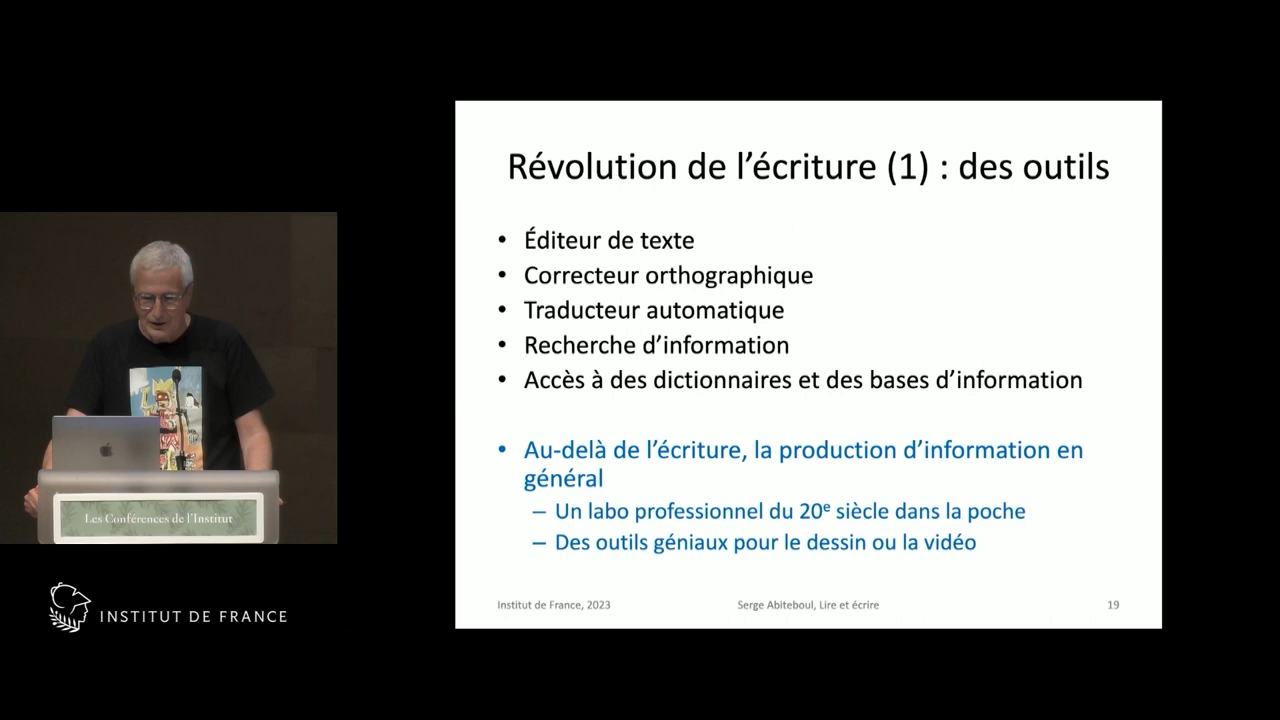 Révolution de l’écriture (1) : des outils
• Éditeur de texte
• Correcteur orthographique
• Traducteur automatique
• Recherche d’information
• Accès à des dictionnaires et des bases d’information
• Au-delà de l’écriture, la production d’information en
général
– Un labo professionnel du 20e siècle dans la poche
– Des outils géniaux pour le dessin ou la vidéo
Institut de France, 2023
Serge Abiteboul, Lire et écrire
19
Les Conférences de l'Institut
INSTITUT DE FRANCE